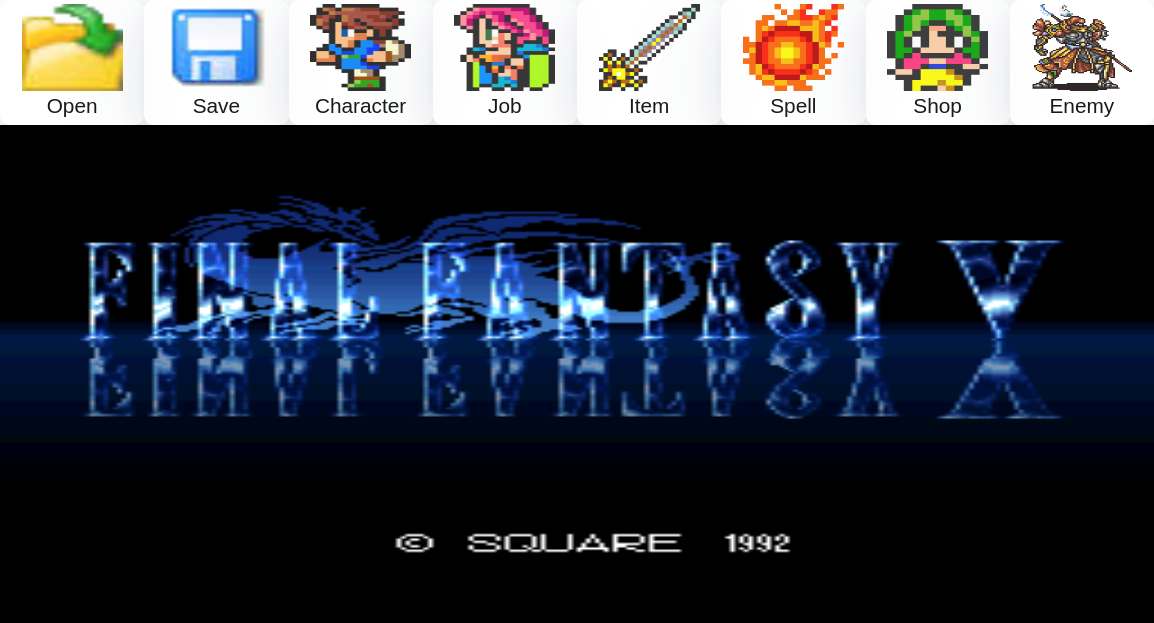 Open Save Character Job Item Spell Shop Enemy
FINAL FANTASY V
© SQUARE 1992